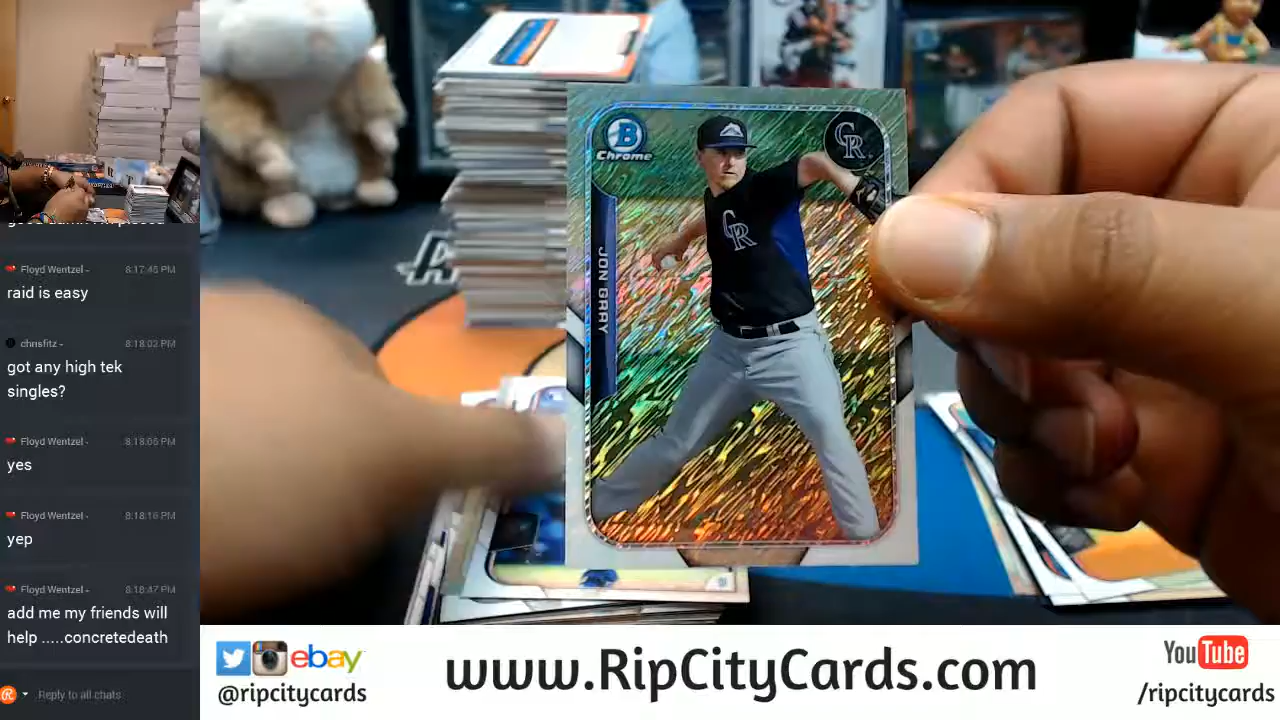 Floyd Wentzel - 8:17:45 PM
raid is easy
chrisfitz - 8:18:02 PM
got any high tek
singles?
Floyd Wentzel - 8:18:06 PM
yes
Floyd Wentzel - 8:18:16 PM
yep
Floyd Wentzel - 8:18:47 PM
add me my friends will
help .....concretedeath
Reply to all chats
B
Chrome
CR
CR
JON GRAY
ebay
@ripcitycards
www.RipCityCards.com
YouTube
/ripcitycards